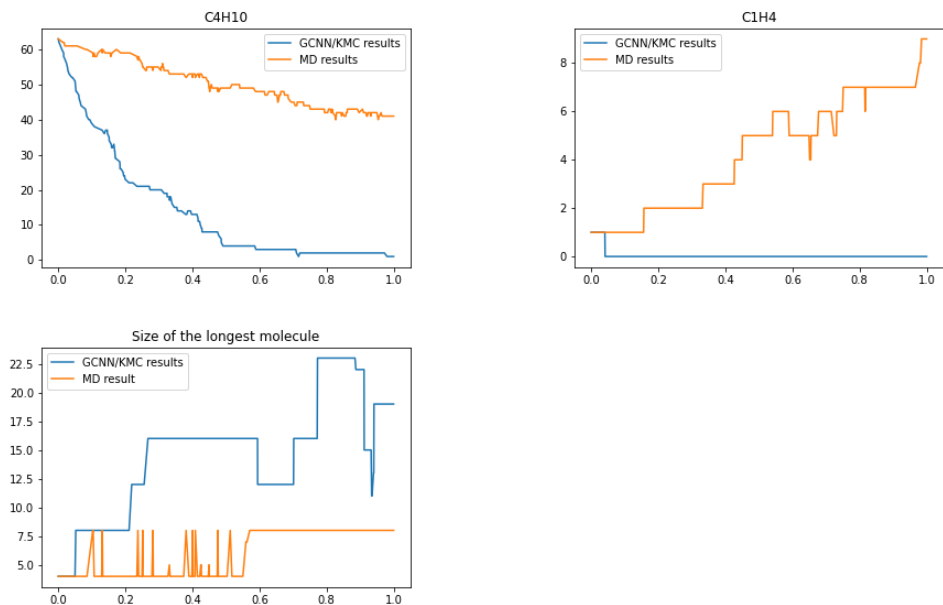 C4H10
GCNN/KMC results
MD results
60
50
40
30
20
10
0
0.0 0.2 0.4 0.6 0.8 1.0
C1H4
GCNN/KMC results
MD results
8
6
4
2
0
0.0 0.2 0.4 0.6 0.8 1.0
Size of the longest molecule
GCNN/KMC results
MD result
22.5
20.0
17.5
15.0
12.5
10.0
7.5
5.0
0.0 0.2 0.4 0.6 0.8 1.0